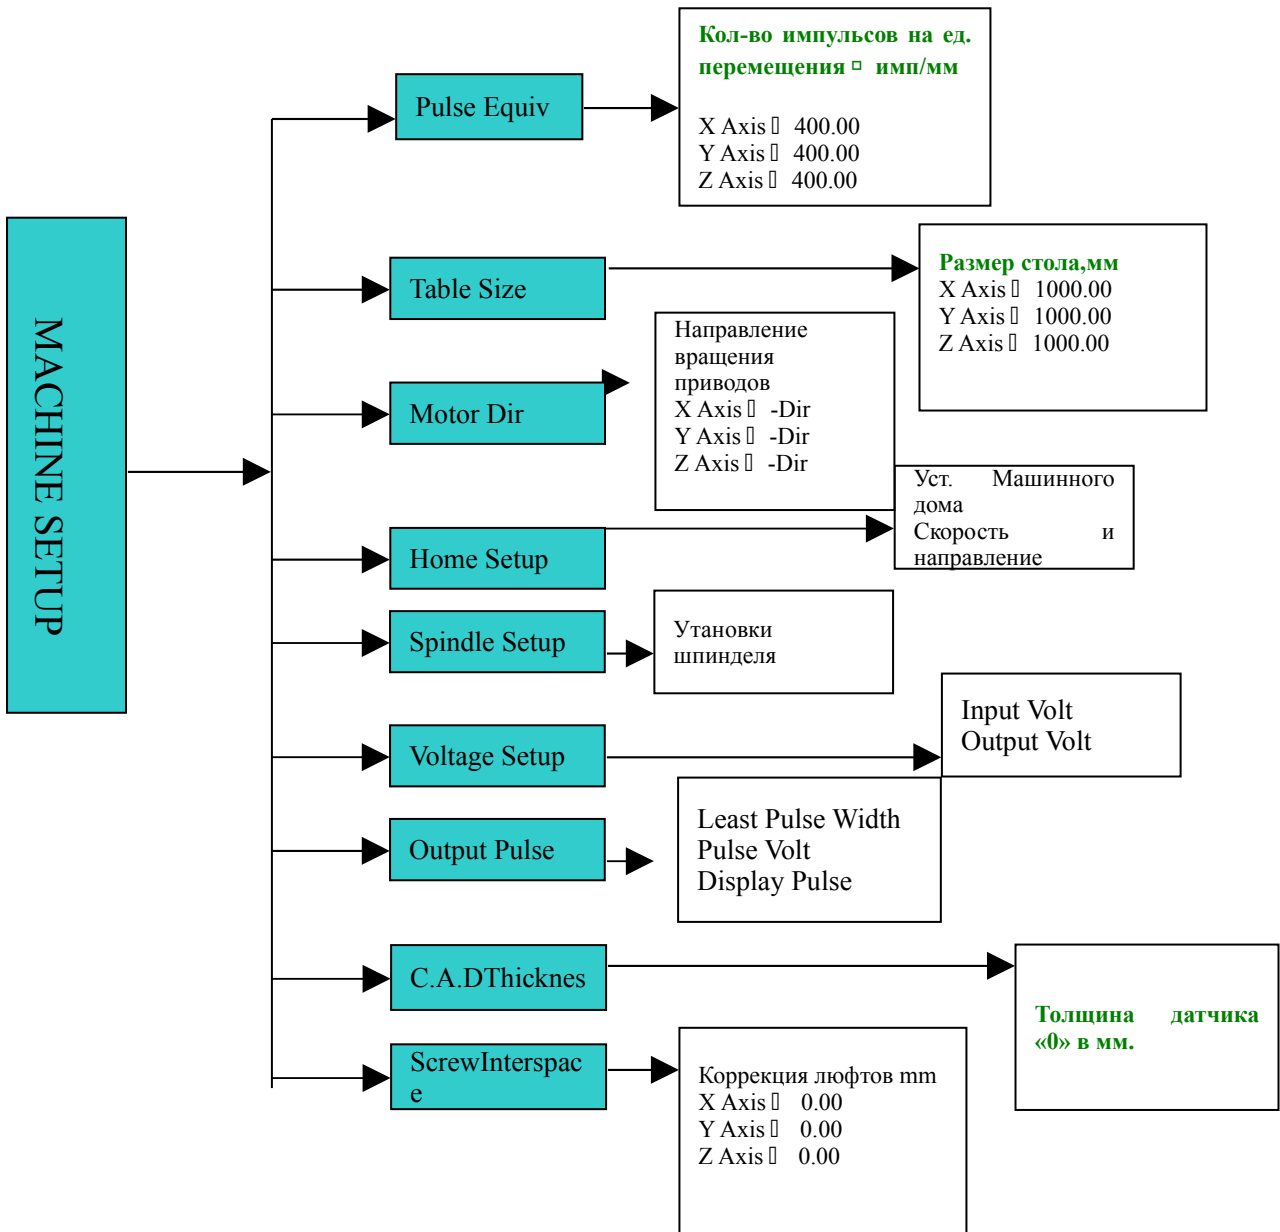 MACHINE SETUP
Pulse Equiv
Кол-во импульсов на ед.
перемещения▫ имп/мм
X Axis▯ 400.00
Y Axis▯ 400.00
Z Axis▯ 400.00
Table Size
Размер стола,мм
X Axis▯ 1000.00
Y Axis▯ 1000.00
Z Axis▯ 1000.00
Motor Dir
Направление
вращения
приводов
X Axis▯ -Dir
Y Axis▯ -Dir
Z Axis▯ -Dir
Home Setup
Уст. Машинного
дома
Скорость и
направление
Spindle Setup
Утановки
шпинделя
Voltage Setup
Input Volt
Output Volt
Output Pulse
Least Pulse Width
Pulse Volt
Display Pulse
C.A.DThicknes
Толщина датчика
«0» в мм.
ScrewInterspac
e
Коррекция люфтов mm
X Axis▯ 0.00
Y Axis▯ 0.00
Z Axis▯ 0.00